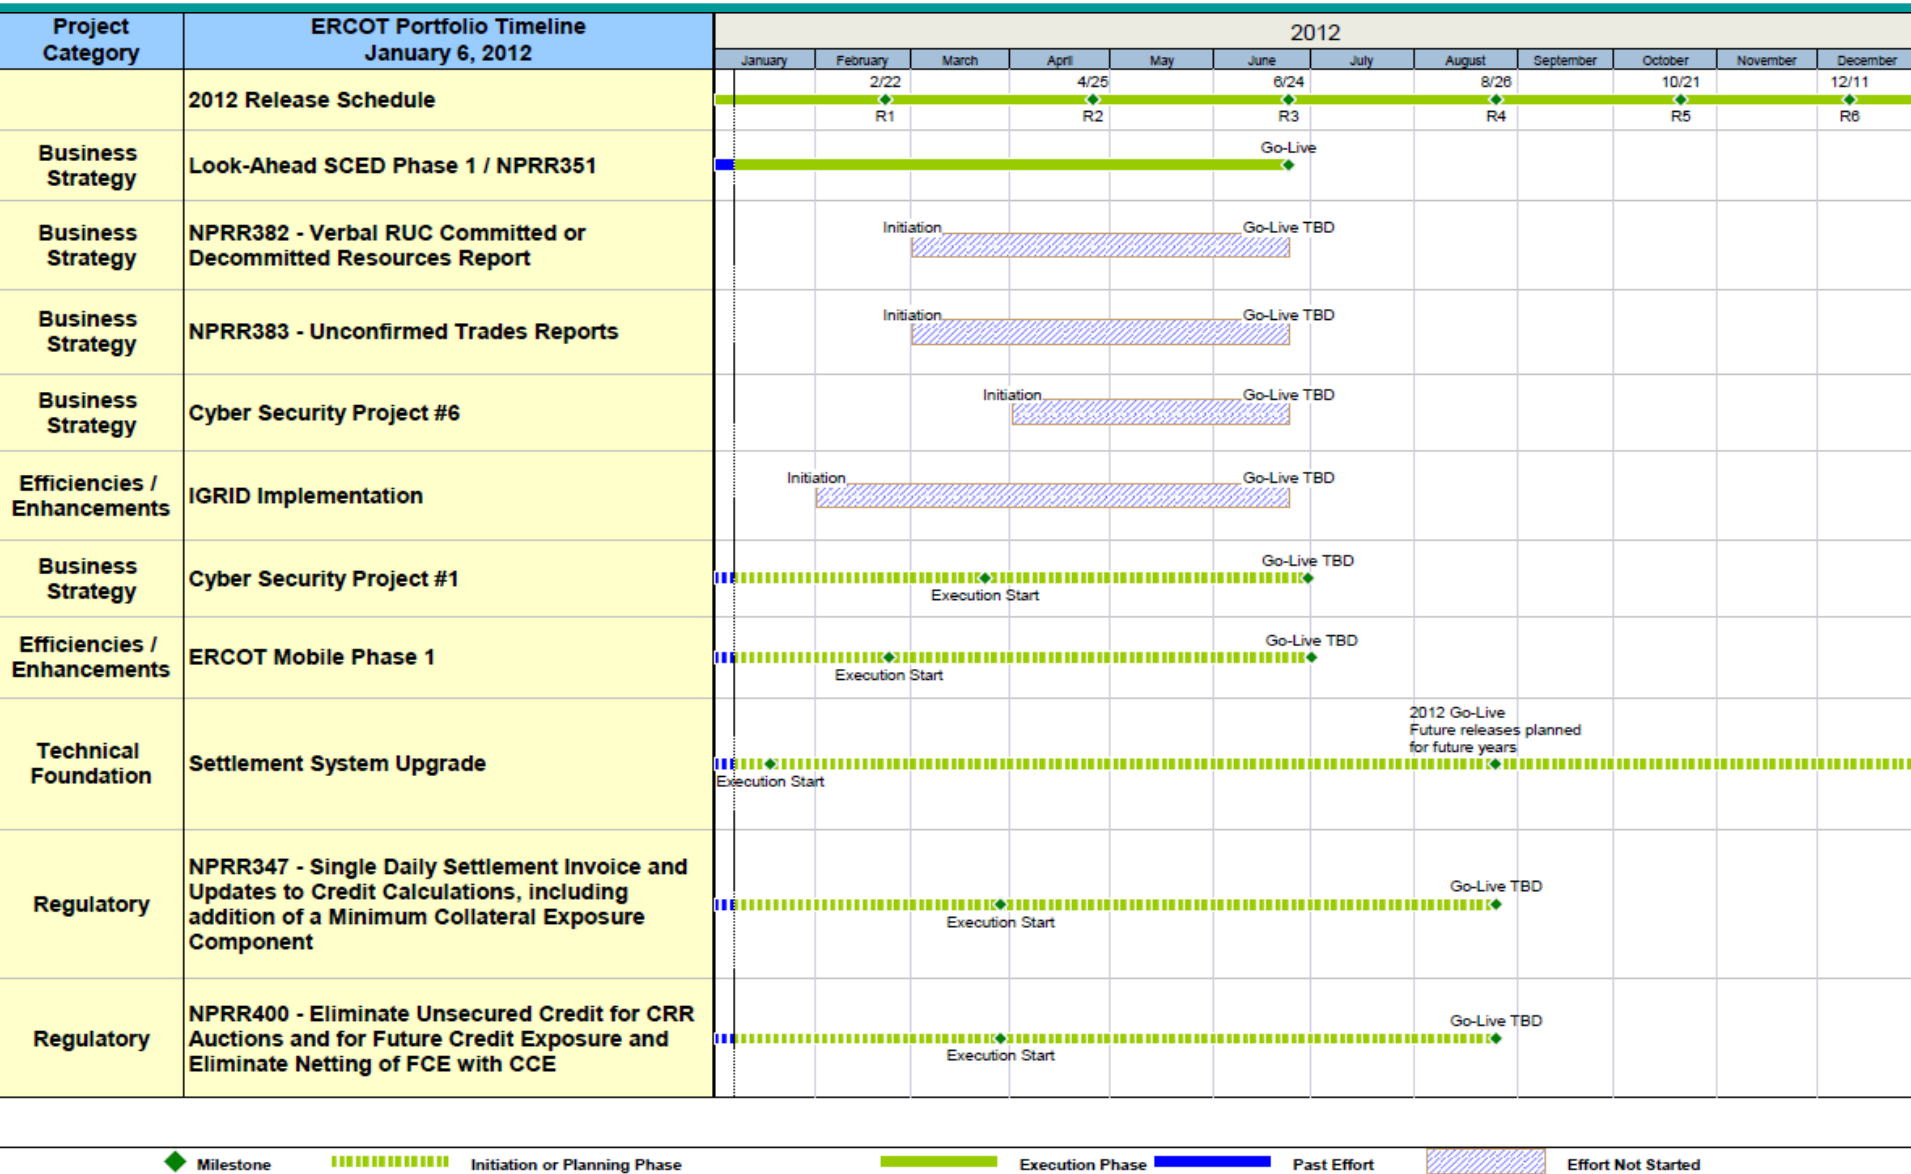 Project
Category
ERCOT Portfolio Timeline
January 6, 2012
2012
January February March April May June July August September October November December
2012 Release Schedule
2/22 4/25 6/24 8/26 10/21 12/11
R1 R2 R3 R4 R5 R6
Business
Strategy
Look-Ahead SCED Phase 1 / NPRR351
Go-Live
Business
Strategy
NPRR382 - Verbal RUC Committed or
Decommitted Resources Report
Initiation Go-Live TBD
Business
Strategy
NPRR383 - Unconfirmed Trades Reports
Initiation Go-Live TBD
Business
Strategy
Cyber Security Project #6
Initiation Go-Live TBD
Efficiencies /
Enhancements
IGRID Implementation
Initiation Go-Live TBD
Business
Strategy
Cyber Security Project #1
Go-Live TBD
Execution Start
Efficiencies /
Enhancements
ERCOT Mobile Phase 1
Go-Live TBD
Execution Start
Technical
Foundation
Settlement System Upgrade
2012 Go-Live
Future releases planned
for future years
Execution Start
Regulatory
NPRR347 - Single Daily Settlement Invoice and
Updates to Credit Calculations, including
addition of a Minimum Collateral Exposure
Component
Go-Live TBD
Execution Start
Regulatory
NPRR400 - Eliminate Unsecured Credit for CRR
Auctions and for Future Credit Exposure and
Eliminate Netting of FCE with CCE
Go-Live TBD
Execution Start
Milestone Initiation or Planning Phase Execution Phase Past Effort Effort Not Started